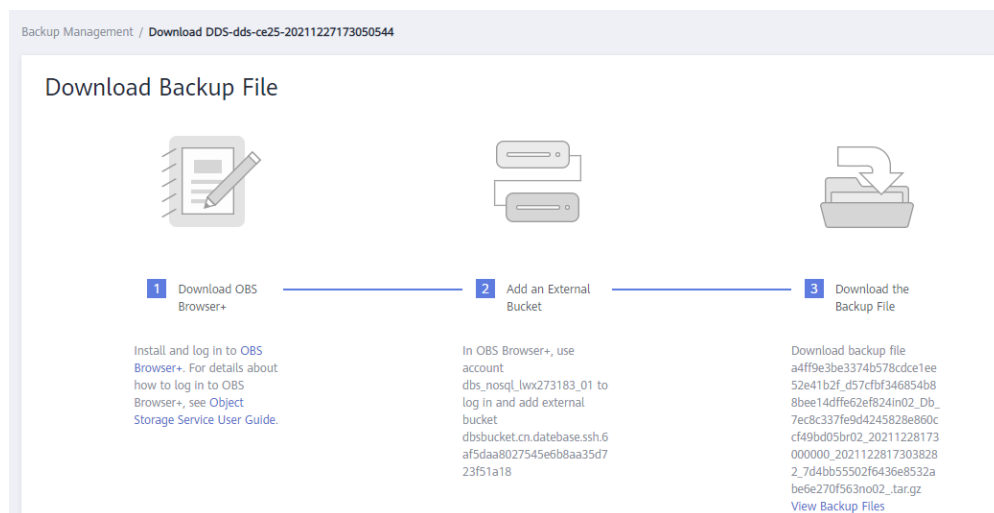 Backup Management / Download DDS-dds-ce25-20211227173050544
Download Backup File
1 Download OBS
Browser+
Install and log in to OBS
Browser+. For details about
how to log in to OBS
Browser+, see Object
Storage Service User Guide.
2 Add an External
Bucket
In OBS Browser+, use
account
dbs_nosql_lwx273183_01 to
log in and add external
bucket
dbsbucket.cn.datebase.ssh.6
af5daa8027545e6b8aa35d7
23f51a18
3 Download the
Backup File
Download backup file
a4ff9e3be3374b578cdce1ee
52e41b2f_d57cfbf346854b8
8bee14dffe62ef824in02_Db_
7ec8c337fe9d4245828e860c
cf49bd05br02_20211228173
000000_2021122817303828
2_7d4bb55502f6436e8532a
be6e270f563no02_.tar.gz
View Backup Files